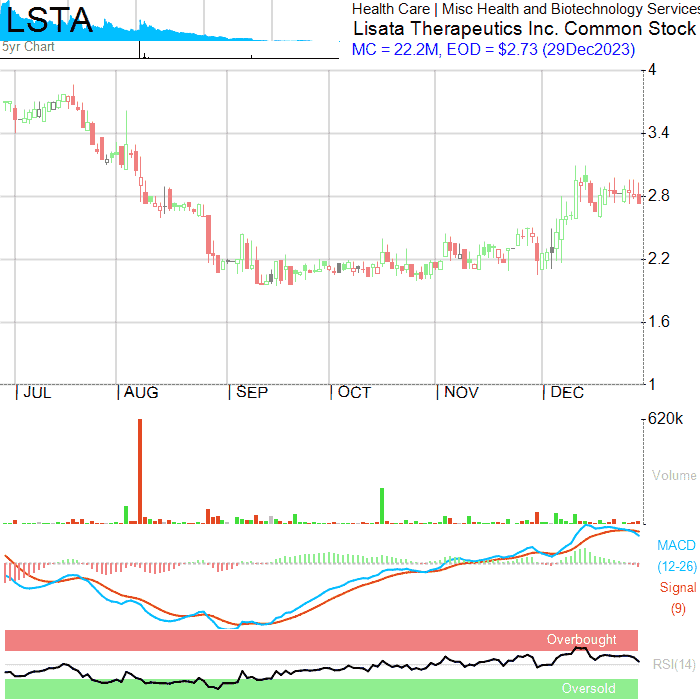 LSTA
5yr Chart
Health Care | Misc Health and Biotechnology Services
Lisata Therapeutics Inc. Common Stock
MC = 22.2M, EOD = $2.73 (29Dec2023)
4
3.4
2.8
2.2
1.6
1
JUL AUG SEP OCT NOV DEC
620k
Volume
MACD
(12-26)
Signal
(9)
Overbought
RSI(14)
Oversold